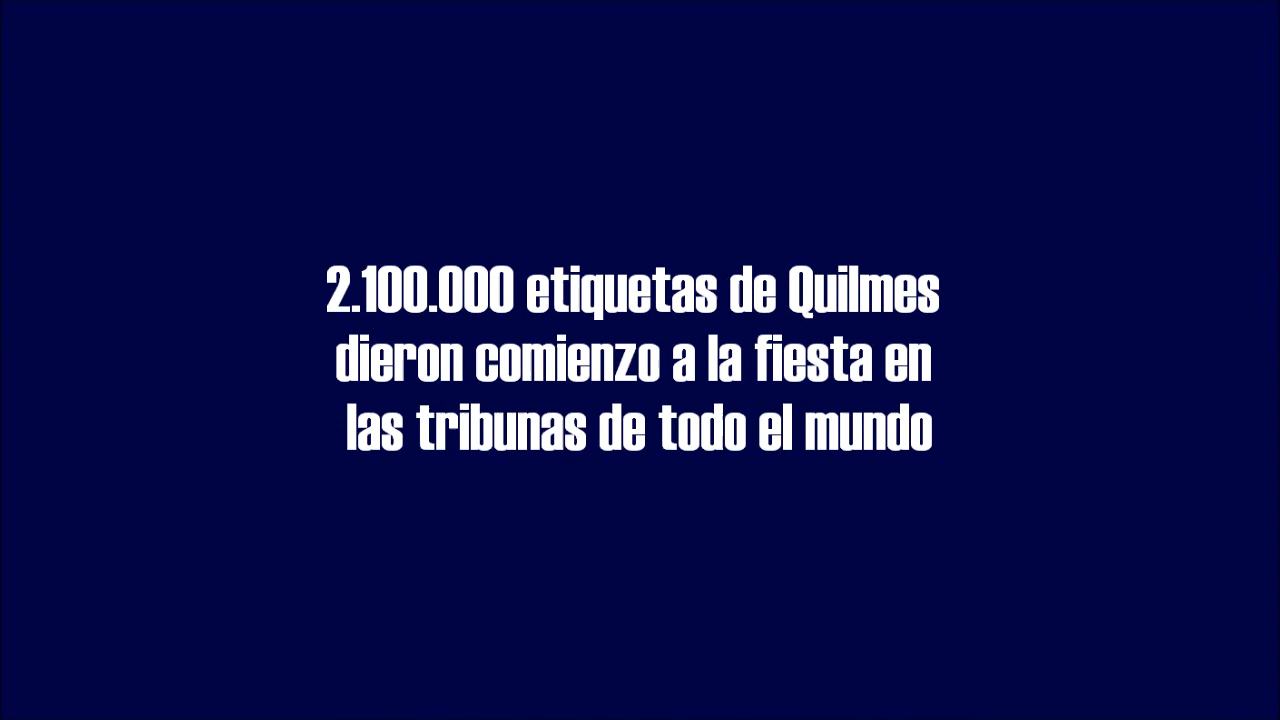 2.100.000 etiquetas de Quilmes
dieron comienzo a la fiesta en
las tribunas de todo el mundo